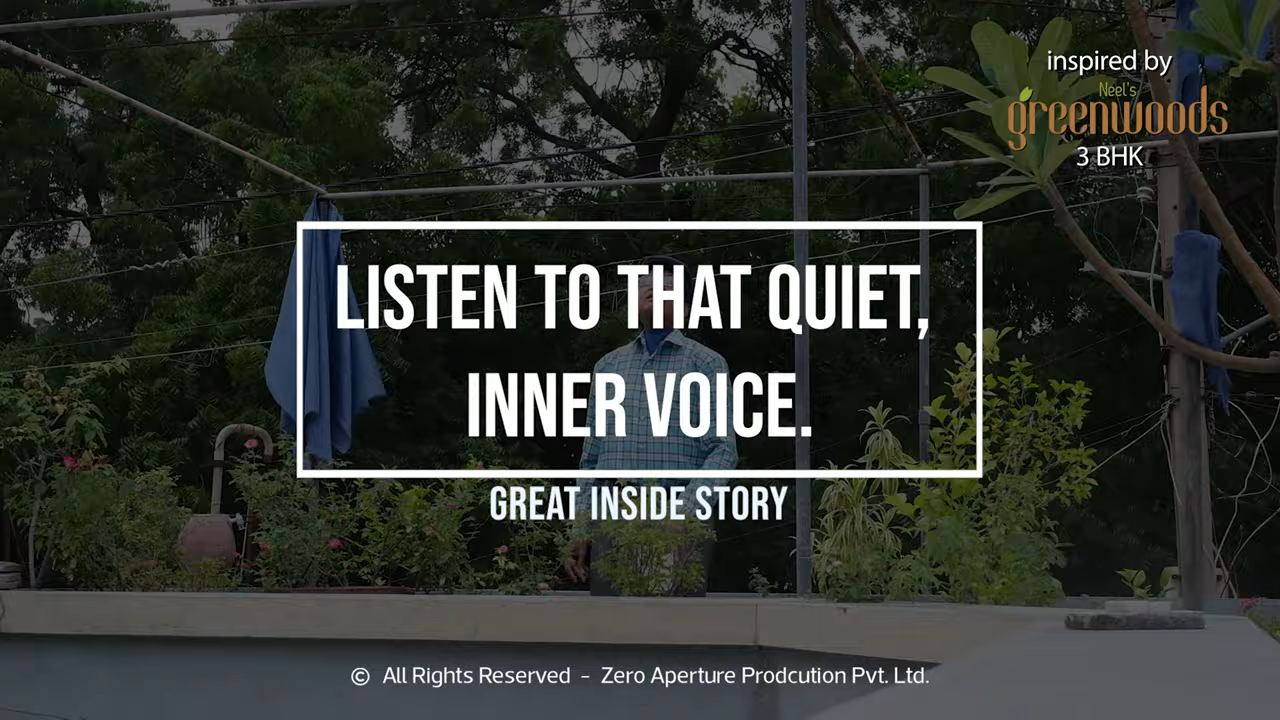 inspired by
Neel's
greenwoods
3 BHK
LISTEN TO THAT QUIET,
INNER VOICE.
GREAT INSIDE STORY
© All Rights Reserved - Zero Aperture Prodcution Pvt. Ltd.